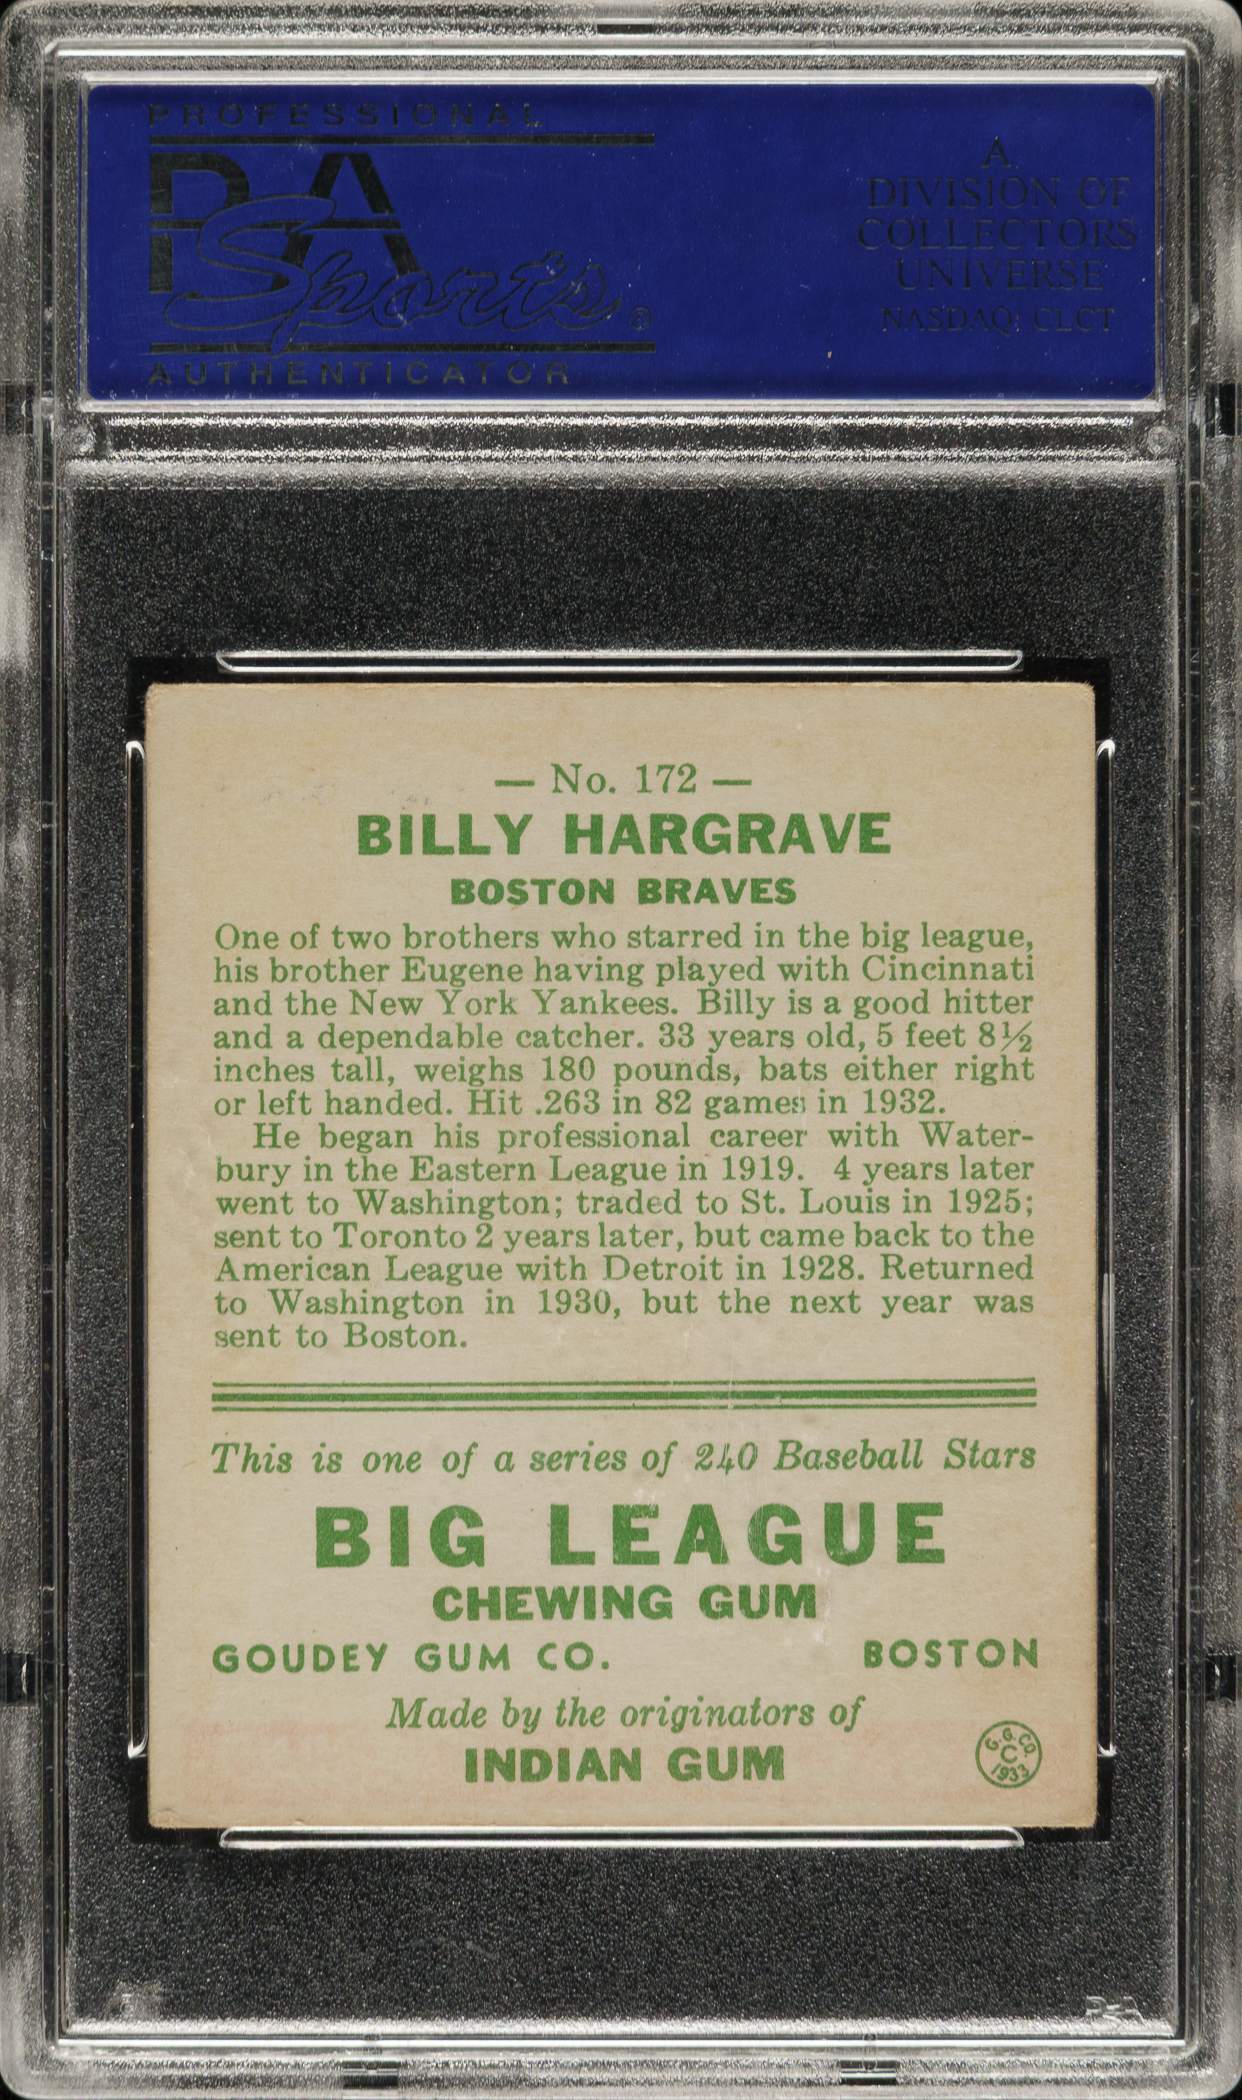 PROFESSIONAL
PSA
Sports®
AUTHENTICATOR
A
DIVISION OF
COLLECTORS
UNIVERSE
NASDAQ: CLCT
— No. 172 —
BILLY HARGRAVE
BOSTON BRAVES
One of two brothers who starred in the big league,
his brother Eugene having played with Cincinnati
and the New York Yankees. Billy is a good hitter
and a dependable catcher. 33 years old, 5 feet 8½
inches tall, weighs 180 pounds, bats either right
or left handed. Hit .263 in 82 games in 1932.
He began his professional career with Water-
bury in the Eastern League in 1919. 4 years later
went to Washington; traded to St. Louis in 1925;
sent to Toronto 2 years later, but came back to the
American League with Detroit in 1928. Returned
to Washington in 1930, but the next year was
sent to Boston.
This is one of a series of 240 Baseball Stars
BIG LEAGUE
CHEWING GUM
GOUDEY GUM CO. BOSTON
Made by the originators of
INDIAN GUM
G.G.CO.
C
1933
PSA